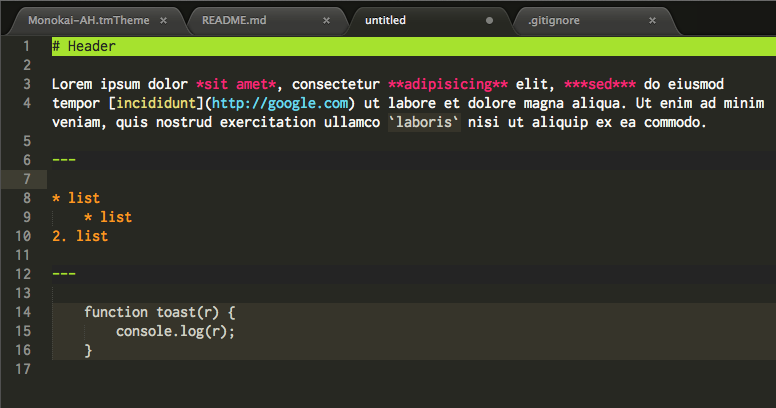 Monokai-AH.tmTheme × README.md × untitled .gitignore ×
1 # Header
2
3 Lorem ipsum dolor *sit amet*, consectetur **adipisicing** elit, ***sed*** do eiusmod
4 tempor [incididunt](http://google.com) ut labore et dolore magna aliqua. Ut enim ad minim
veniam, quis nostrud exercitation ullamco `laboris` nisi ut aliquip ex ea commodo.
5
6 ---
7
8 * list
9 * list
10 2. list
11
12 ---
13
14 function toast(r) {
15 console.log(r);
16 }
17